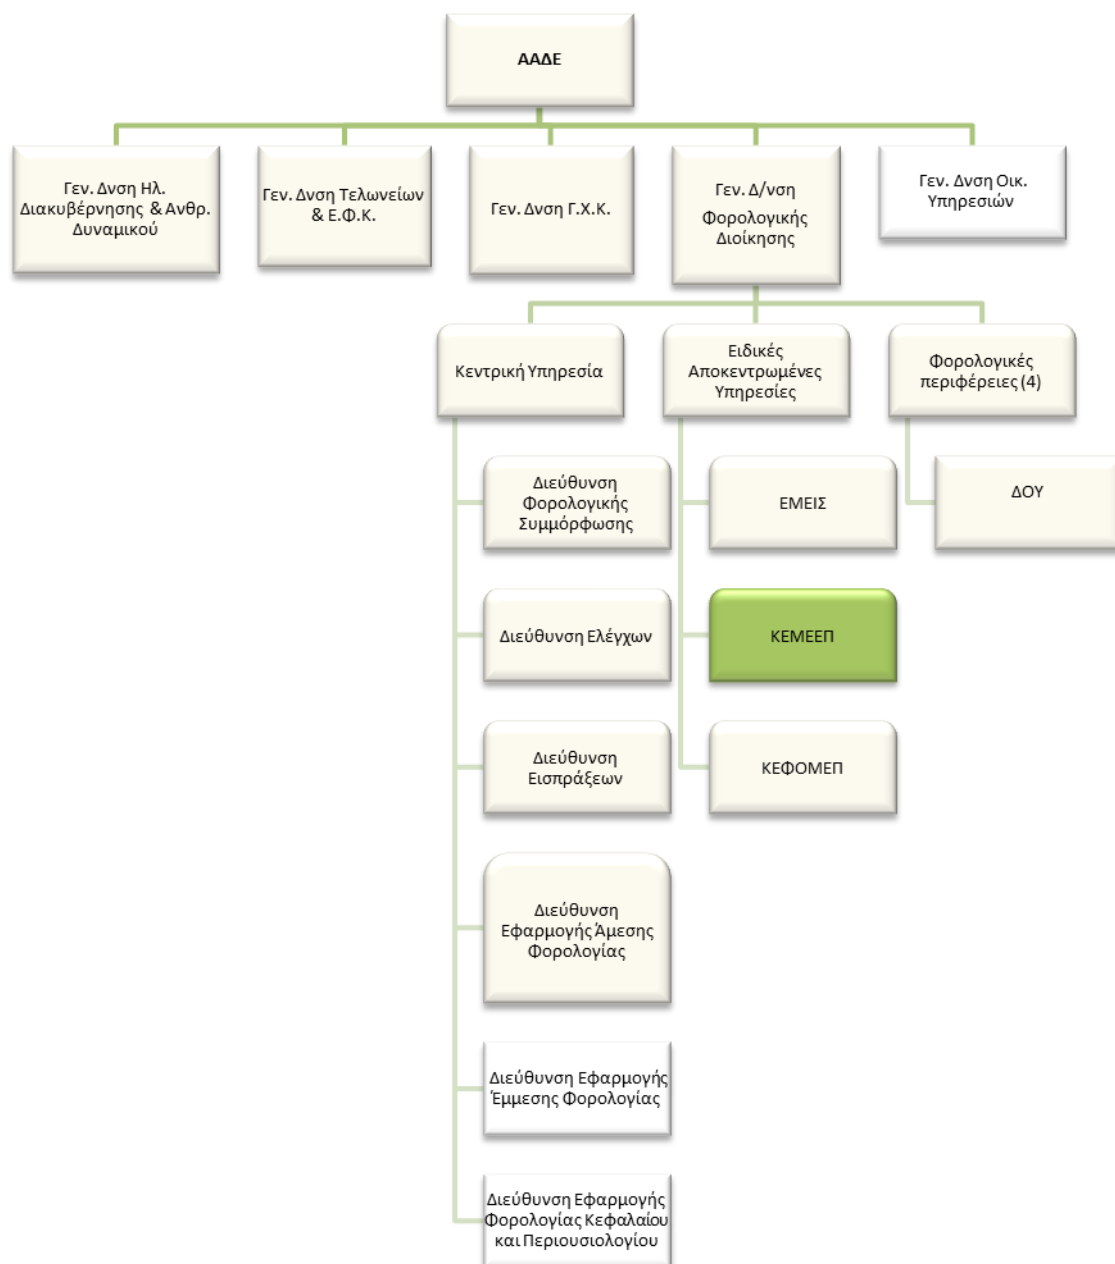 ΑΑΔΕ
Γεν. Δνση Ηλ.
Διακυβέρνησης & Ανθρ.
Δυναμικού
Γεν. Δνση Τελωνείων
& Ε.Φ.Κ.
Γεν. Δνση Γ.Χ.Κ.
Γεν. Δ/νση
Φορολογικής
Διοίκησης
Γεν. Δνση Οικ.
Υπηρεσιών
Κεντρική Υπηρεσία
Ειδικές
Αποκεντρωμένες
Υπηρεσίες
Φορολογικές
περιφέρειες (4)
Διεύθυνση
Φορολογικής
Συμμόρφωσης
ΕΜΕΙΣ
ΔΟΥ
Διεύθυνση Ελέγχων
ΚΕΜΕΕΠ
Διεύθυνση
Εισπράξεων
ΚΕΦΟΜΕΠ
Διεύθυνση
Εφαρμογής Άμεσης
Φορολογίας
Διεύθυνση Εφαρμογής
Έμμεσης Φορολογίας
Διεύθυνση Εφαρμογής
Φορολογίας Κεφαλαίου
και Περιουσιολογίου